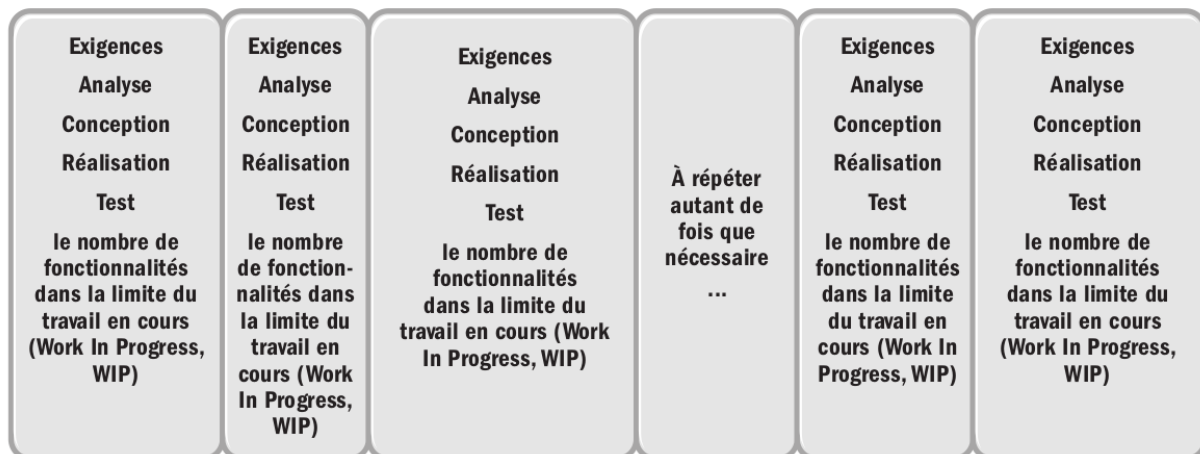 Exigences
Analyse
Conception
Réalisation
Test
le nombre de
fonctionnalités
dans la limite du
travail en cours
(Work In Progress,
WIP)
Exigences
Analyse
Conception
Réalisation
Test
le nombre
de fonction-
nalités dans
la limite du
travail en
cours (Work
In Progress,
WIP)
Exigences
Analyse
Conception
Réalisation
Test
le nombre de
fonctionnalités
dans la limite du
travail en cours (Work
In Progress, WIP)
À répéter
autant de
fois que
nécessaire
...
Exigences
Analyse
Conception
Réalisation
Test
le nombre de
fonctionnalités
dans la limite
du travail en
cours (Work In
Progress, WIP)
Exigences
Analyse
Conception
Réalisation
Test
le nombre de
fonctionnalités
dans la limite du
travail en cours
(Work In Progress,
WIP)